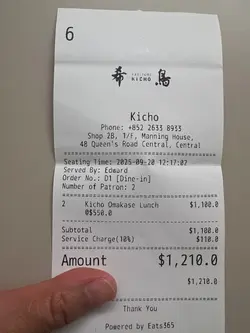 6
希鳥
KICHO
Kicho
Phone: +852 2633 8933
Shop 2B, 1/F, Manning House,
48 Queen's Road Central, Central
Seating Time: 2025-09-20 12:17:07
Served By: Edward
Order No.: D1 [Dine-in]
Number of Patron: 2
2 Kicho Omakase Lunch $1,100.0
@$550.0
Subtotal $1,100.0
Service Charge(10%) $110.0
Amount $1,210.0
$1,210.0
Thank You
Powered by Eats365